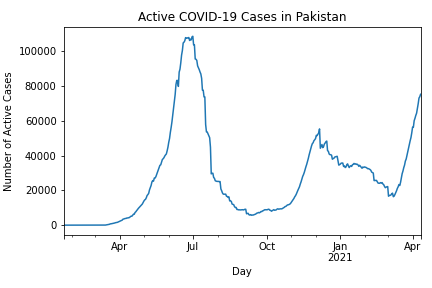 Active COVID-19 Cases in Pakistan
Number of Active Cases
100000
80000
60000
40000
20000
0
Apr
Jul
Oct
Jan
2021
Apr
Day